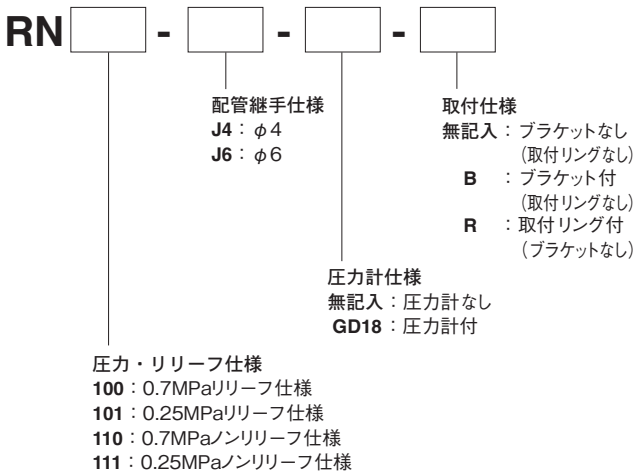 RN - - -
配管継手仕様
J4：φ4
J6：φ6
取付仕様
無記入：ブラケットなし
（取付リングなし）
B：ブラケット付
（取付リングなし）
R：取付リング付
（ブラケットなし）
圧力計仕様
無記入：圧力計なし
GD18：圧力計付
圧力・リリーフ仕様
100：0.7MPaリリーフ仕様
101：0.25MPaリリーフ仕様
110：0.7MPaノンリリーフ仕様
111：0.25MPaノンリリーフ仕様